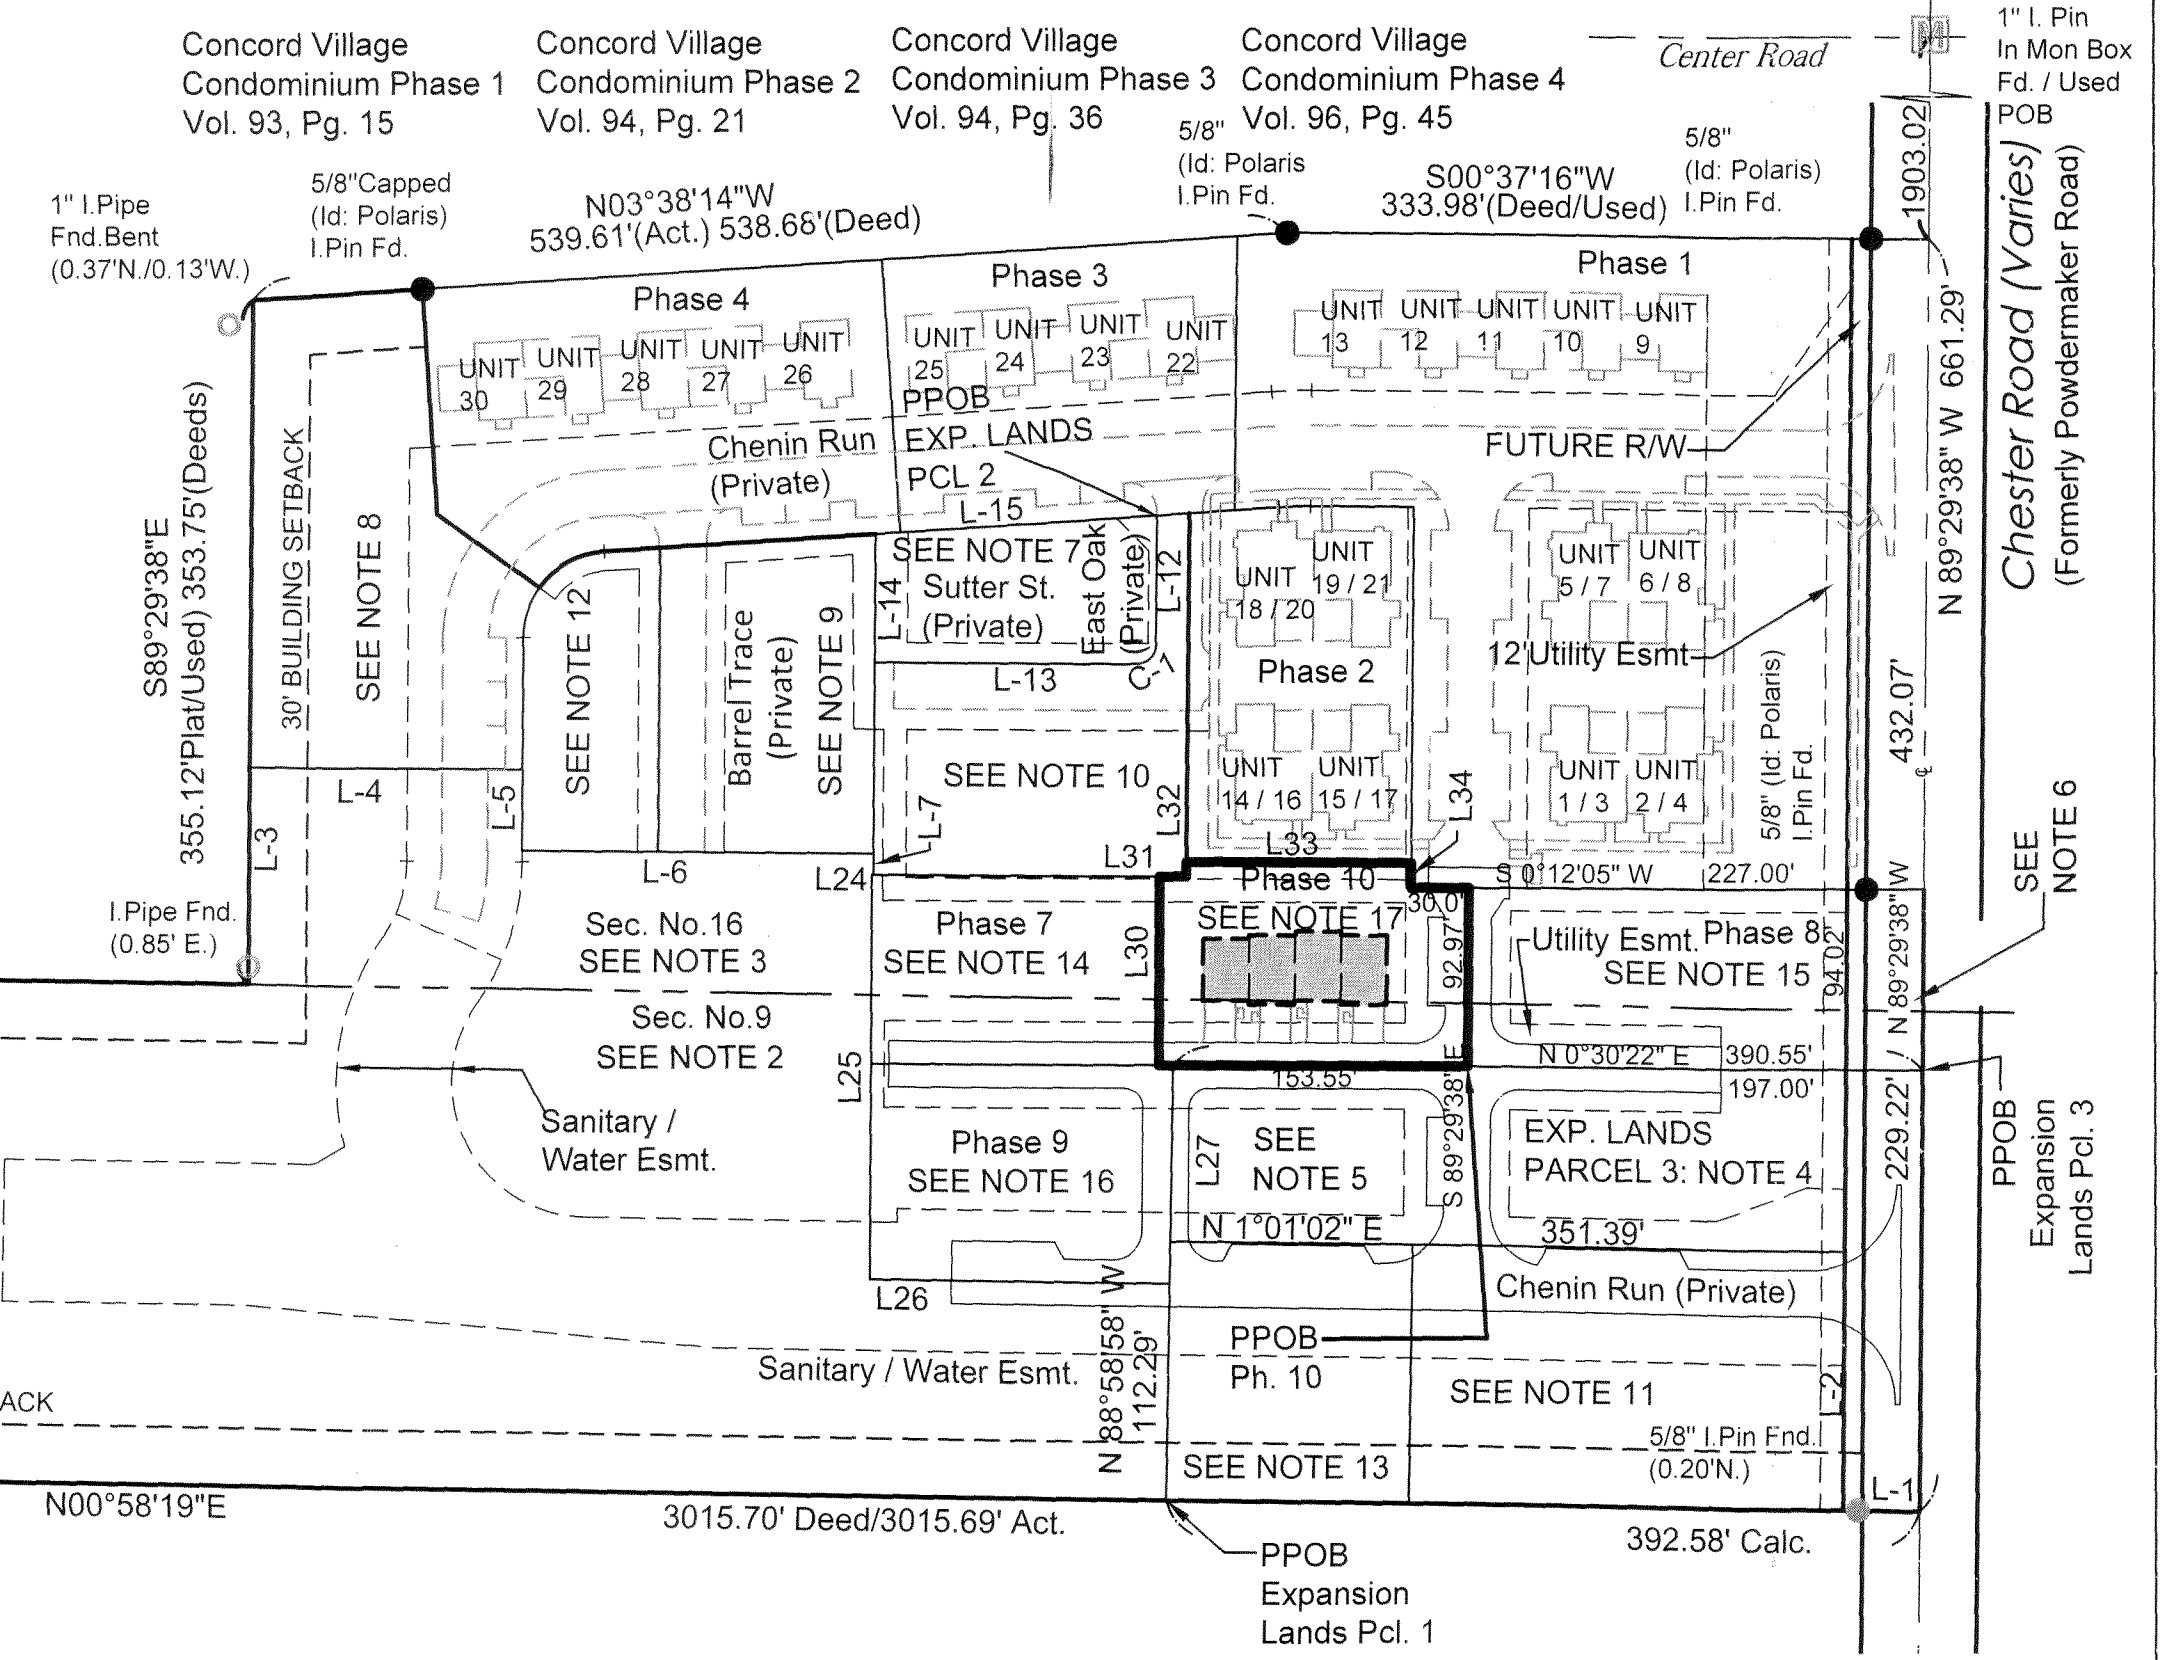 Concord Village
Condominium Phase 1
Vol. 93, Pg. 15
Concord Village
Condominium Phase 2
Vol. 94, Pg. 21
Concord Village
Condominium Phase 3
Vol. 94, Pg. 36
Concord Village
Condominium Phase 4
Vol. 96, Pg. 45
Center Road
M
1" I. Pin
In Mon Box
Fd. / Used
POB
1" I.Pipe
Fnd.Bent
(0.37'N./0.13'W.)
5/8"Capped
(Id: Polaris)
I.Pin Fd.
N03°38'14"W
539.61'(Act.) 538.68'(Deed)
5/8"
(Id: Polaris
I.Pin Fd.
S00°37'16"W
333.98'(Deed/Used)
5/8"
(Id: Polaris)
I.Pin Fd.
1903.02
Chester Road (Varies)
(Formerly Powdermaker Road)
N 89°29'38" W 661.29'
Phase 4
Phase 3
Phase 1
UNIT
30
UNIT
29
UNIT
28
UNIT
27
UNIT
26
UNIT
25
UNIT
24
UNIT
23
UNIT
22
UNIT
13
UNIT
12
UNIT
11
UNIT
10
UNIT
9
PPOB
EXP. LANDS
PCL 2
Chenin Run
(Private)
FUTURE R/W
S89°29'38"E
355.12'Plat/Used) 353.75'(Deeds)
30' BUILDING SETBACK
SEE NOTE 8
SEE NOTE 12
Barrel Trace
(Private)
SEE NOTE 9
L-15
L-14
SEE NOTE 7
Sutter St.
(Private)
East Oak
(Private)
L-12
L-13
C-7
UNIT
18 / 20
UNIT
19 / 21
Phase 2
UNIT
14 / 16
UNIT
15 / 17
UNIT
5 / 7
UNIT
6 / 8
UNIT
1 / 3
UNIT
2 / 4
12'Utility Esmt
5/8" (Id: Polaris)
I.Pin Fd.
432.07'
℄
SEE
NOTE 6
SEE NOTE 10
L-3
L-4
L-5
L-6
L-7
L24
L31
L32
L33
L34
Phase 10
SEE NOTE 17
30.0'
S 0°12'05" W
227.00'
I.Pipe Fnd.
(0.85' E.)
Sec. No.16
SEE NOTE 3
Sec. No.9
SEE NOTE 2
Phase 7
SEE NOTE 14
L30
92.97'
Utility Esmt.
Phase 8
SEE NOTE 15
94.02'
N 89°29'38" W
229.22'
L25
153.55'
S 89°29'38" E
N 0°30'22" E
390.55'
197.00'
Sanitary /
Water Esmt.
Phase 9
SEE NOTE 16
L27
SEE
NOTE 5
EXP. LANDS
PARCEL 3: NOTE 4
PPOB
Expansion
Lands Pcl. 3
N 1°01'02" E
351.39'
L26
Chenin Run (Private)
N 88°58'58" W
112.29'
PPOB
Ph. 10
Sanitary / Water Esmt.
SEE NOTE 11
L-2
ACK
5/8" I.Pin Fnd.
(0.20'N.)
SEE NOTE 13
L-1
N00°58'19"E
3015.70' Deed/3015.69' Act.
392.58' Calc.
PPOB
Expansion
Lands Pcl. 1